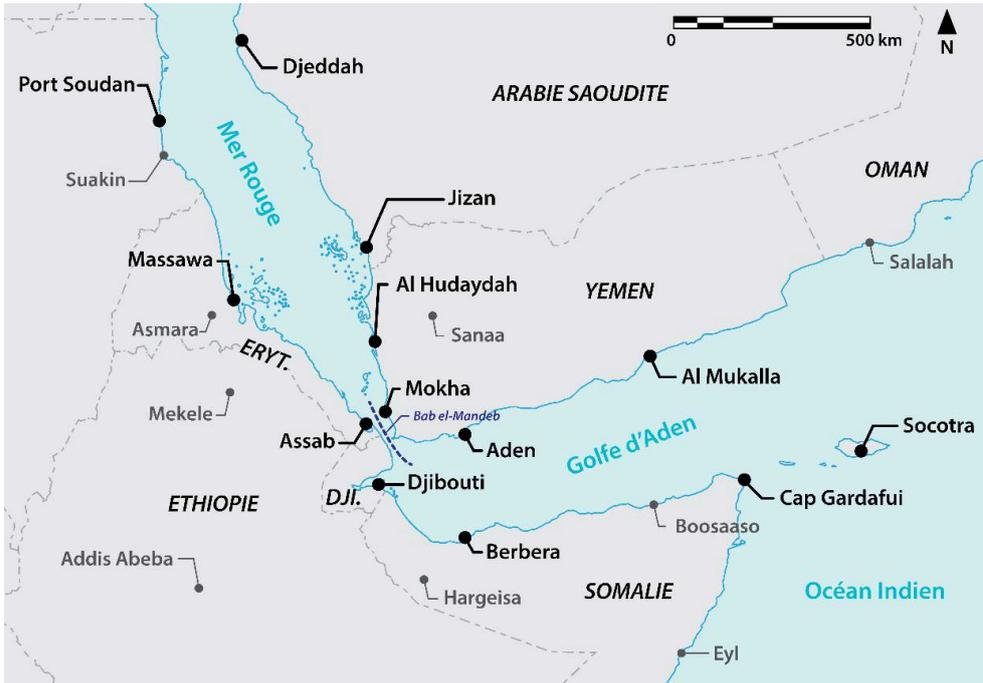 0 500 km
N
Djeddah
Port Soudan
ARABIE SAOUDITE
Mer Rouge
Suakin
OMAN
Jizan
Massawa
Salalah
Al Hudaydah
YEMEN
Asmara
Sanaa
ERYT.
Al Mukalla
Mokha
Mekele
Bab el-Mandeb
Socotra
Assab
Aden
Golfe d'Aden
Djibouti
DJI.
ETHIOPIE
Cap Gardafui
Boosaaso
Berbera
Addis Abeba
Hargeisa
SOMALIE
Océan Indien
Eyl